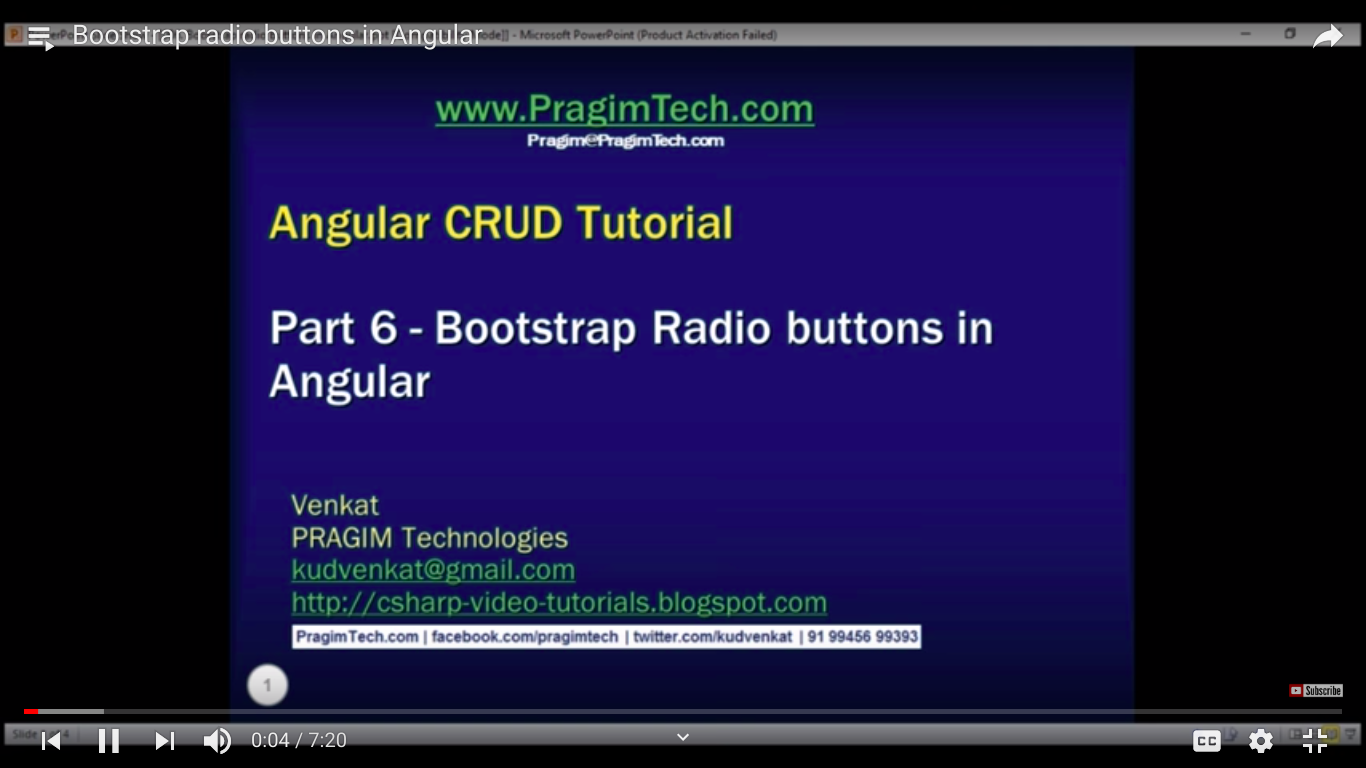 Bootstrap radio buttons in Angular
- Microsoft PowerPoint (Product Activation Failed)
www.PragimTech.com
Pragim@PragimTech.com
Angular CRUD Tutorial
Part 6 - Bootstrap Radio buttons in
Angular
Venkat
PRAGIM Technologies
kudvenkat@gmail.com
http://csharp-video-tutorials.blogspot.com
PragimTech.com | facebook.com/pragimtech | twitter.com/kudvenkat | 91 99456 99393
1
Subscribe
Slide
0:04 / 7:20
CC